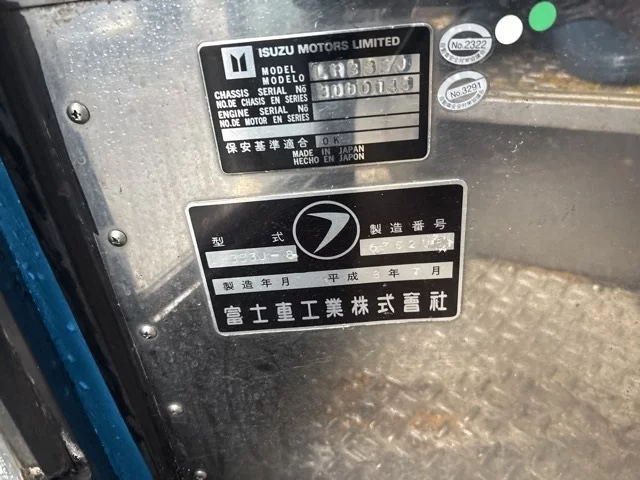 ISUZU MOTORS LIMITED
MODEL
MODELO
LR333J
CHASSIS SERIAL No
NO.DE CHASIS EN SERIES
ENGINE SERIAL No
NO.DE MOTOR EN SERIES
保安基準適合 OK
MADE IN JAPAN
HECHO EN JAPON
No.2322
No.3291
型式 製造番号
製造年月 平成 年 7月
富士重工業株式會社